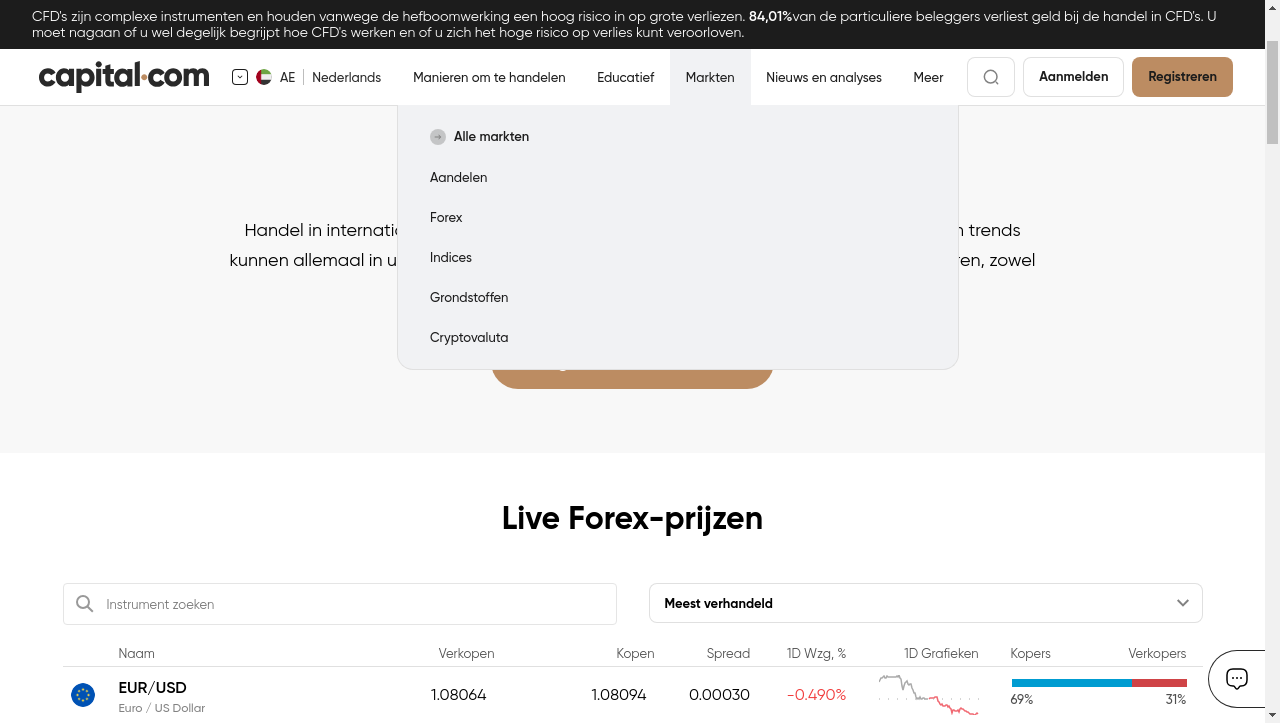 CFD's zijn complexe instrumenten en houden vanwege de hefboomwerking een hoog risico in op grote verliezen. 84,01%van de particuliere beleggers verliest geld bij de handel in CFD's. U
moet nagaan of u wel degelijk begrijpt hoe CFD's werken en of u zich het hoge risico op verlies kunt veroorloven.
capital.com AE Nederlands Manieren om te handelen Educatief Markten Nieuws en analyses Meer Aanmelden Registreren
Alle markten
Aandelen
Forex
Handel in trends
Indices
kunnen allemaal in zowel
Grondstoffen
Cryptovaluta
Live Forex-prijzen
Instrument zoeken Meest verhandeld
Naam Verkopen Kopen Spread 1D Wzg, % 1D Grafieken Kopers Verkopers
EUR/USD 1.08064 1.08094 0.00030 -0.490%
Euro / US Dollar 69% 31%